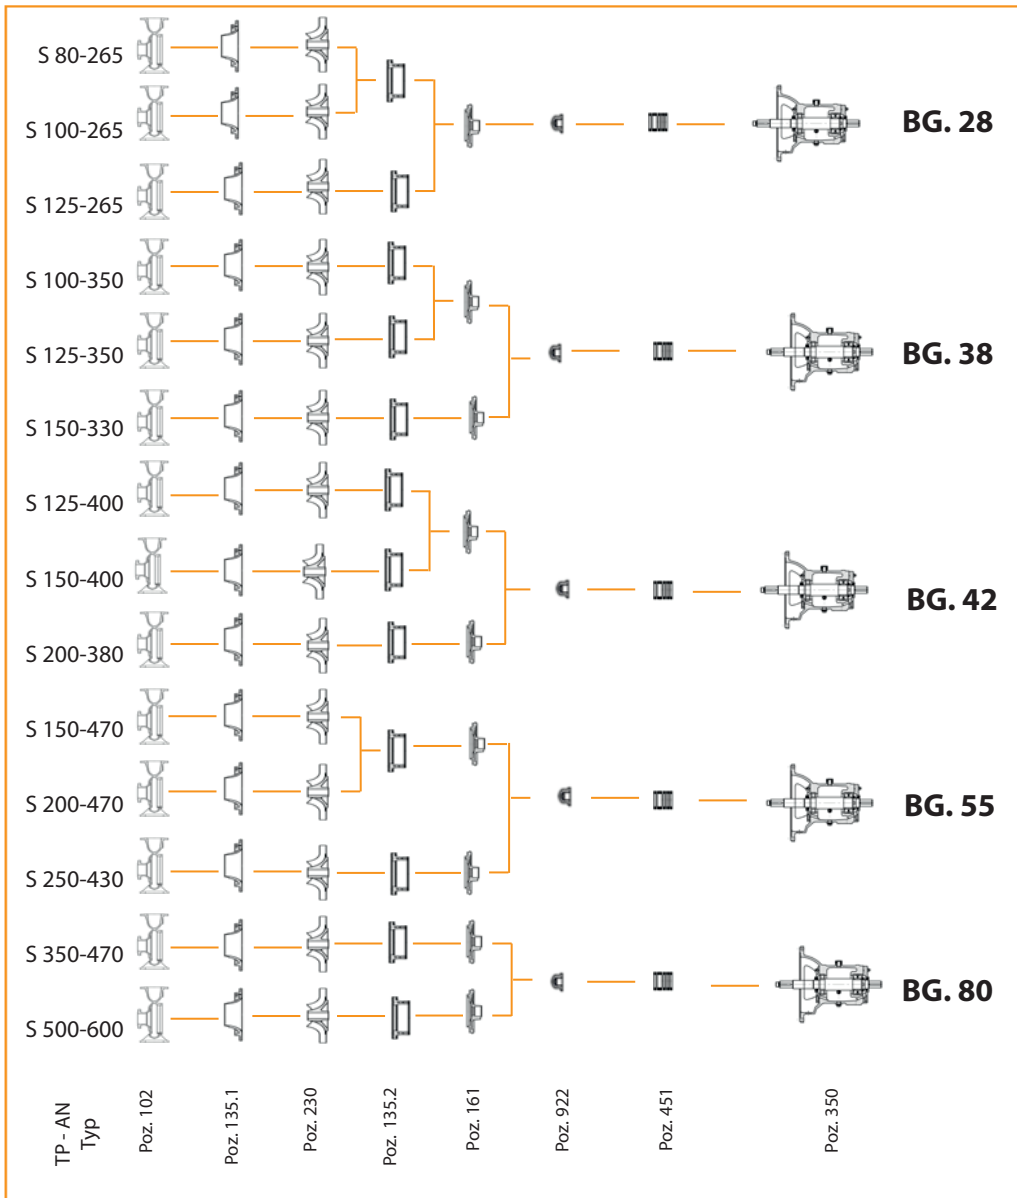 S 80-265
S 100-265
BG. 28
S 125-265
S 100-350
S 125-350
BG. 38
S 150-330
S 125-400
S 150-400
BG. 42
S 200-380
S 150-470
S 200-470
BG. 55
S 250-430
S 350-470
BG. 80
S 500-600
TP - AN
Typ
Poz. 102
Poz. 135.1
Poz. 230
Poz. 135.2
Poz. 161
Poz. 922
Poz. 451
Poz. 350